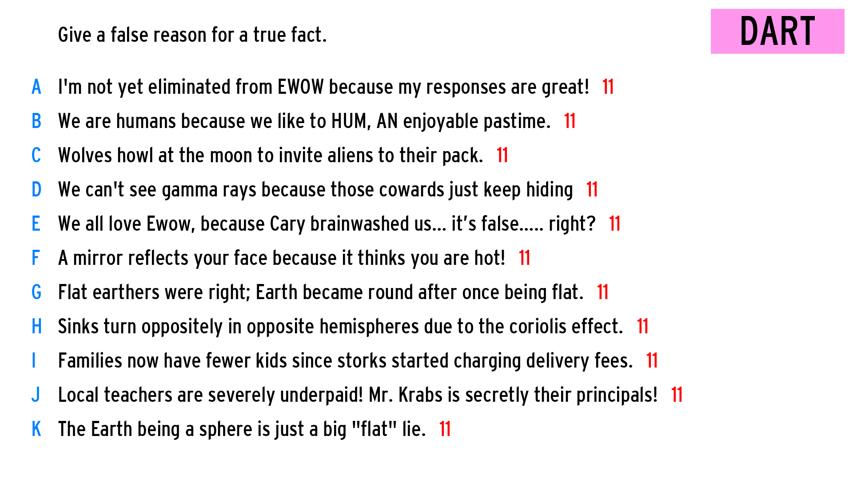 Give a false reason for a true fact.
DART
A I'm not yet eliminated from EWOW because my responses are great! 11
B We are humans because we like to HUM, AN enjoyable pastime. 11
C Wolves howl at the moon to invite aliens to their pack. 11
D We can't see gamma rays because those cowards just keep hiding 11
E We all love Ewow, because Cary brainwashed us... it’s false..... right? 11
F A mirror reflects your face because it thinks you are hot! 11
G Flat earthers were right; Earth became round after once being flat. 11
H Sinks turn oppositely in opposite hemispheres due to the coriolis effect. 11
I Families now have fewer kids since storks started charging delivery fees. 11
J Local teachers are severely underpaid! Mr. Krabs is secretly their principals! 11
K The Earth being a sphere is just a big "flat" lie. 11